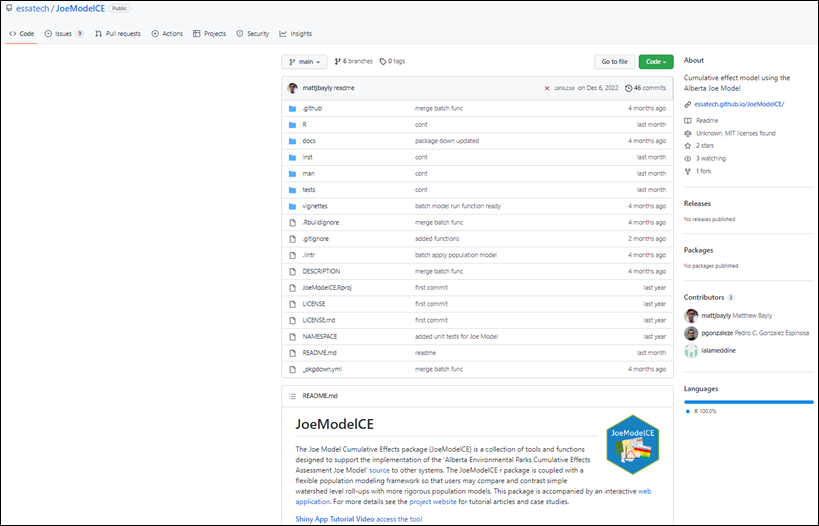 essatech / JoeModelCE Public
Code Issues 9 Pull requests Actions Projects Security Insights
main 6 branches 0 tags Go to file Code
About
Cumulative effect model using the
Alberta Joe Model
essatech.github.io/JoeModelCE/
Readme
Unknown, MIT licenses found
2 stars
3 watching
1 fork
Releases
No releases published
Packages
No packages published
Contributors 3
mattjbayly Matthew Bayly
pgonzaleze Pedro C. Gonzalez Espinosa
ialameddine
Languages
R 100.0%
mattjbayly readme on Dec 6, 2022 46 commits
.github merge batch func 4 months ago
R cont last month
docs package down updated 4 months ago
inst cont last month
man cont last month
tests cont last month
vignettes batch model run function ready 4 months ago
.Rbuildignore merge batch func 4 months ago
.gitignore added functions 2 months ago
.lintr batch apply population model 4 months ago
DESCRIPTION merge batch func 4 months ago
JoeModelCE.Rproj first commit last year
LICENSE first commit last year
LICENSE.md first commit last year
NAMESPACE added unit tests for Joe Model last year
README.md readme last month
_pkgdown.yml merge batch func 4 months ago
README.md
JoeModelCE
JoeModelCE
The Joe Model Cumulative Effects package (JoeModelCE) is a collection of tools and functions
designed to support the implementation of the 'Alberta Environmental Parks Cumulative Effects
Assessment Joe Model' source to other systems. The JoeModelCE r package is coupled with a
flexible population modeling framework so that users may compare and contrast simple
watershed level roll-ups with more rigorous population models. This package is accompanied by an interactive web
application. For more details see the project website for tutorial articles and case studies.
Shiny App Tutorial Video access the tool